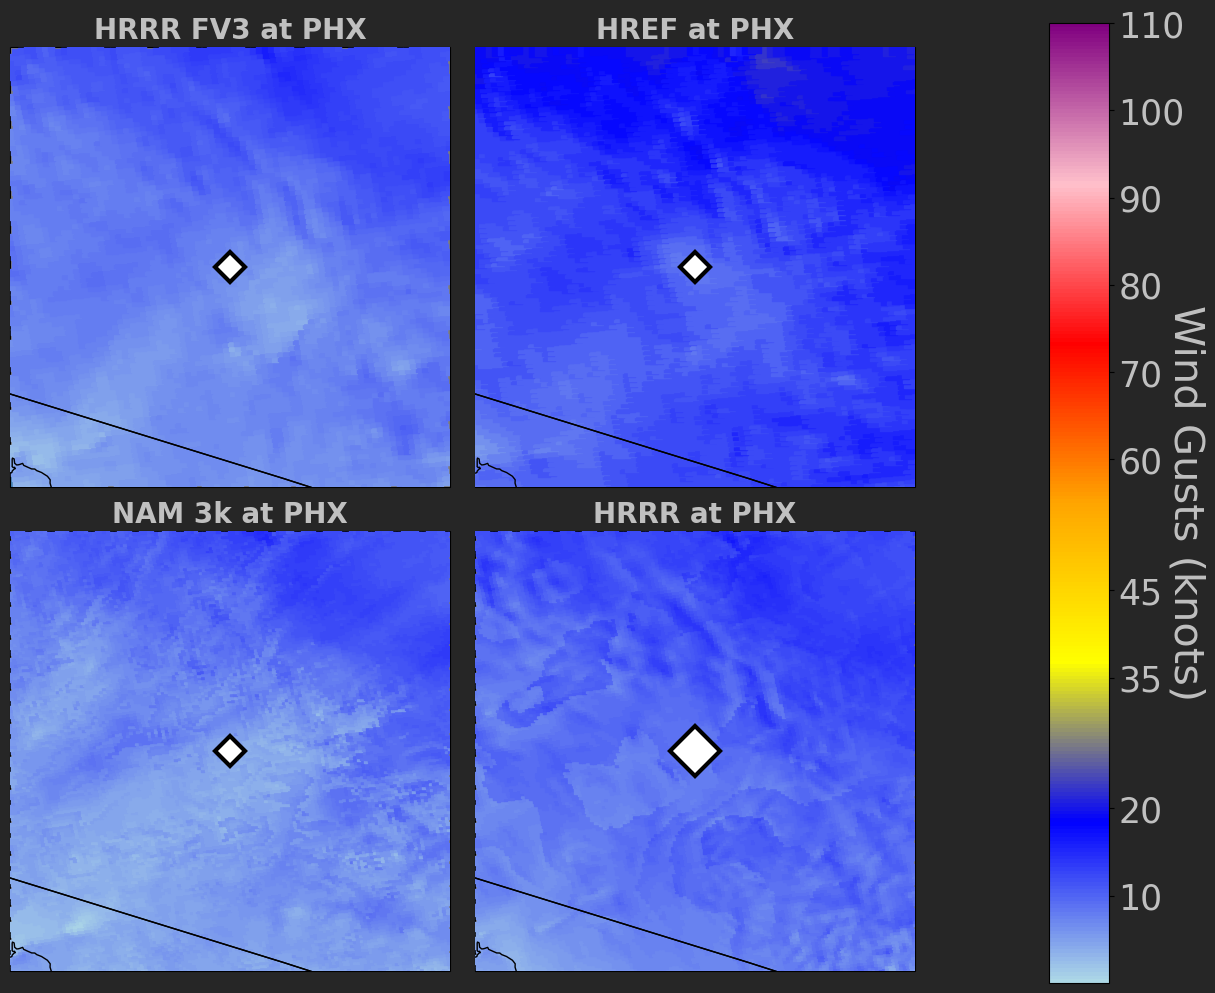 HRRR FV3 at PHX
HREF at PHX
NAM 3k at PHX
HRRR at PHX
110
100
90
80
70
60
45
35
20
10
Wind Gusts (knots)